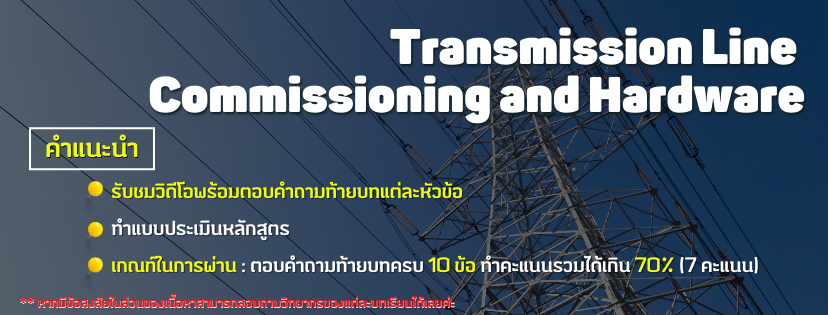 Transmission Line
Commissioning and Hardware
คำแนะนำ
รับชมวิดีโอพร้อมตอบคำถามท้ายบทแต่ละหัวข้อ
ทำแบบประเมินหลักสูตร
เกณฑ์ในการผ่าน : ตอบคำถามท้ายบทครบ 10 ข้อ ทำคะแนนรวมได้เกิน 70% (7 คะแนน)
** หากมีข้อสงสัยในส่วนของเนื้อหาสามารถสอบถามวิทยากรของแต่ละบทเรียนได้เลยค่ะ